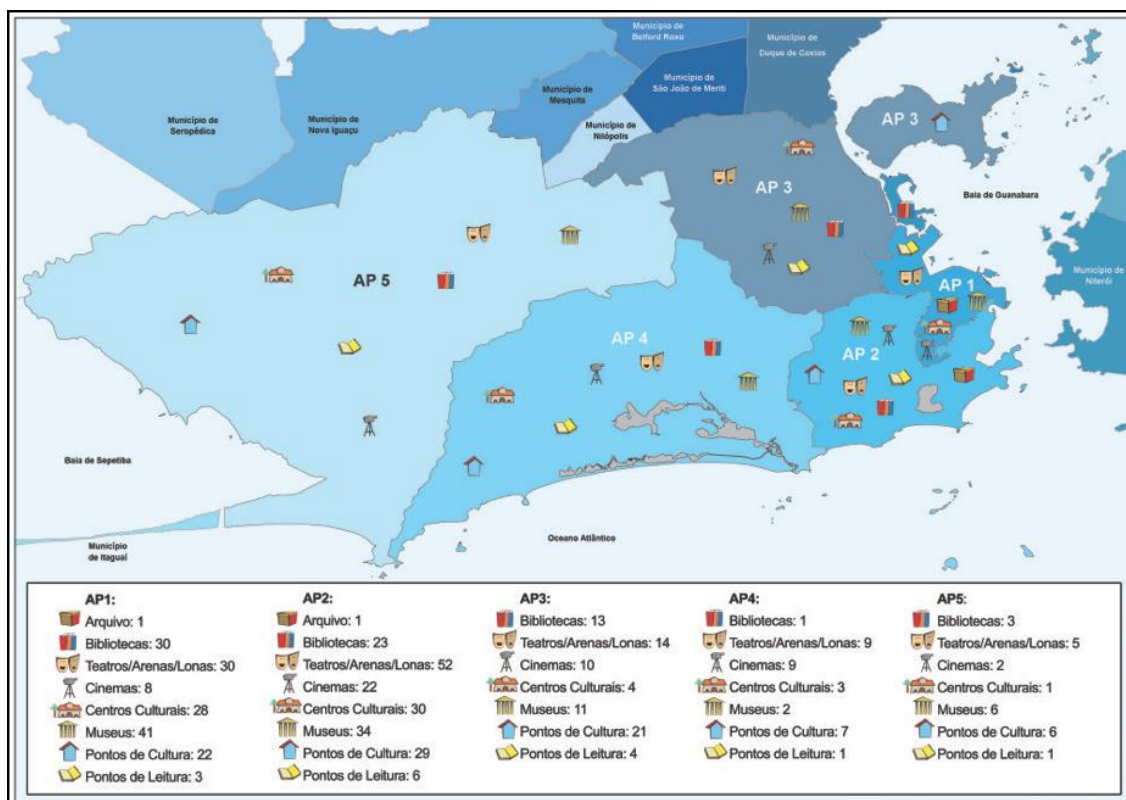 Município de
Belford Roxo
Município de
Duque de Caxias
Município de
São João de Meriti
Município de
Mesquita
Município de
Nilópolis
Município de
Seropédica
Município de
Nova Iguaçu
AP 3
AP 3
Baia de Guanabara
Município de
Niterói
AP 1
AP 5
AP 4
AP 2
Baia de Sepetiba
Município
de Itaguaí
Oceano Atlântico
AP1:
Arquivo: 1
Bibliotecas: 30
Teatros/Arenas/Lonas: 30
Cinemas: 8
Centros Culturais: 28
Museus: 41
Pontos de Cultura: 22
Pontos de Leitura: 3
AP2:
Arquivo: 1
Bibliotecas: 23
Teatros/Arenas/Lonas: 52
Cinemas: 22
Centros Culturais: 30
Museus: 34
Pontos de Cultura: 29
Pontos de Leitura: 6
AP3:
Bibliotecas: 13
Teatros/Arenas/Lonas: 14
Cinemas: 10
Centros Culturais: 4
Museus: 11
Pontos de Cultura: 21
Pontos de Leitura: 4
AP4:
Bibliotecas: 1
Teatros/Arenas/Lonas: 9
Cinemas: 9
Centros Culturais: 3
Museus: 2
Pontos de Cultura: 7
Pontos de Leitura: 1
AP5:
Bibliotecas: 3
Teatros/Arenas/Lonas: 5
Cinemas: 2
Centros Culturais: 1
Museus: 6
Pontos de Cultura: 6
Pontos de Leitura: 1